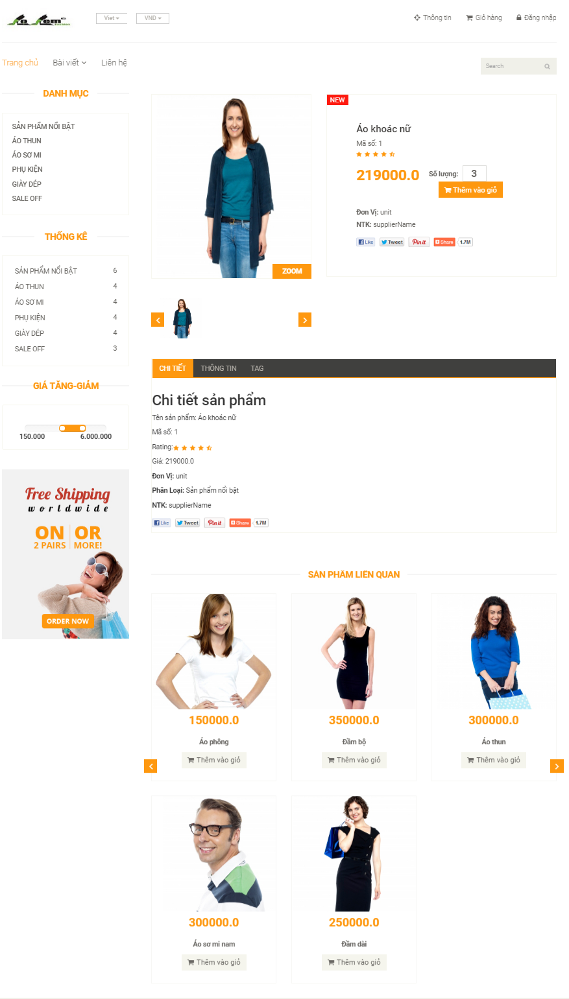 Viet
VND
Thông tin
Giỏ hàng
Đăng nhập
Trang chủ
Bài viết
Liên hệ
Search
DANH MỤC
SẢN PHẨM NỔI BẬT
ÁO THUN
ÁO SƠ MI
PHỤ KIỆN
GIÀY DÉP
SALE OFF
THỐNG KÊ
SẢN PHẨM NỔI BẬT 6
ÁO THUN 4
ÁO SƠ MI 4
PHỤ KIỆN 4
GIÀY DÉP 4
SALE OFF 3
GIÁ TĂNG-GIẢM
150.000 6.000.000
Free Shipping
worldwide
ON OR
2 PAIRS MORE!
ORDER NOW
ZOOM
NEW
Áo khoác nữ
Mã số: 1
219000.0 Số lượng: 3
Thêm vào giỏ
Đơn Vị: unit
NTK: supplierName
Like Tweet Pin it Share 1.7M
CHI TIẾT THÔNG TIN TAG
Chi tiết sản phẩm
Tên sản phẩm: Áo khoác nữ
Mã số: 1
Rating:
Giá: 219000.0
Đơn Vị: unit
Phân Loại: Sản phẩm nổi bật
NTK: supplierName
Like Tweet Pin it Share 1.7M
SẢN PHẨM LIÊN QUAN
150000.0
Áo phông
Thêm vào giỏ
350000.0
Đầm bộ
Thêm vào giỏ
300000.0
Áo thun
Thêm vào giỏ
300000.0
Áo sơ mi nam
Thêm vào giỏ
250000.0
Đầm dài
Thêm vào giỏ